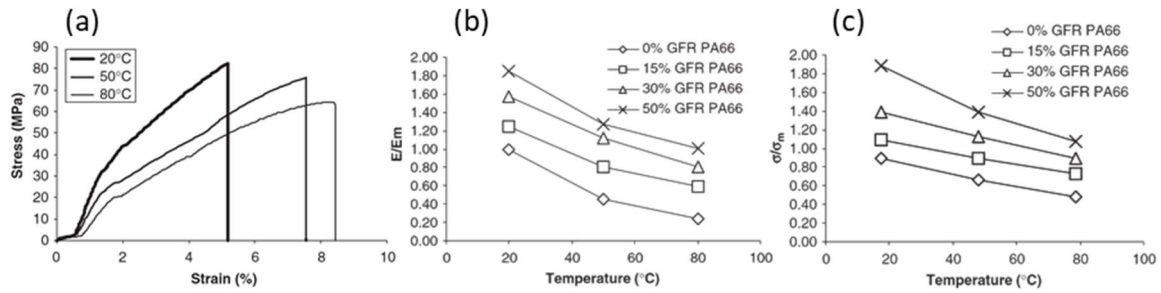 (a)
90
80
70
60
50
40
30
20
10
0
Stress (MPa)
20°C
50°C
80°C
0 2 4 6 8 10
Strain (%)
(b)
0% GFR PA66
15% GFR PA66
30% GFR PA66
50% GFR PA66
2.00
1.80
1.60
1.40
1.20
1.00
0.80
0.60
0.40
0.20
0.00
E/Em
0 20 40 60 80 100
Temperature (°C)
(c)
0% GFR PA66
15% GFR PA66
30% GFR PA66
50% GFR PA66
2.00
1.80
1.60
1.40
1.20
1.00
0.80
0.60
0.40
0.20
0.00
σ/σm
0 20 40 60 80 100
Temperature (°C)